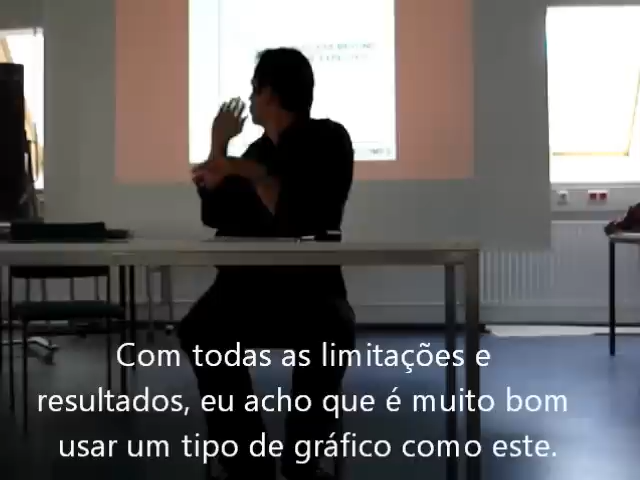 Com todas as limitações e
resultados, eu acho que é muito bom
usar um tipo de gráfico como este.